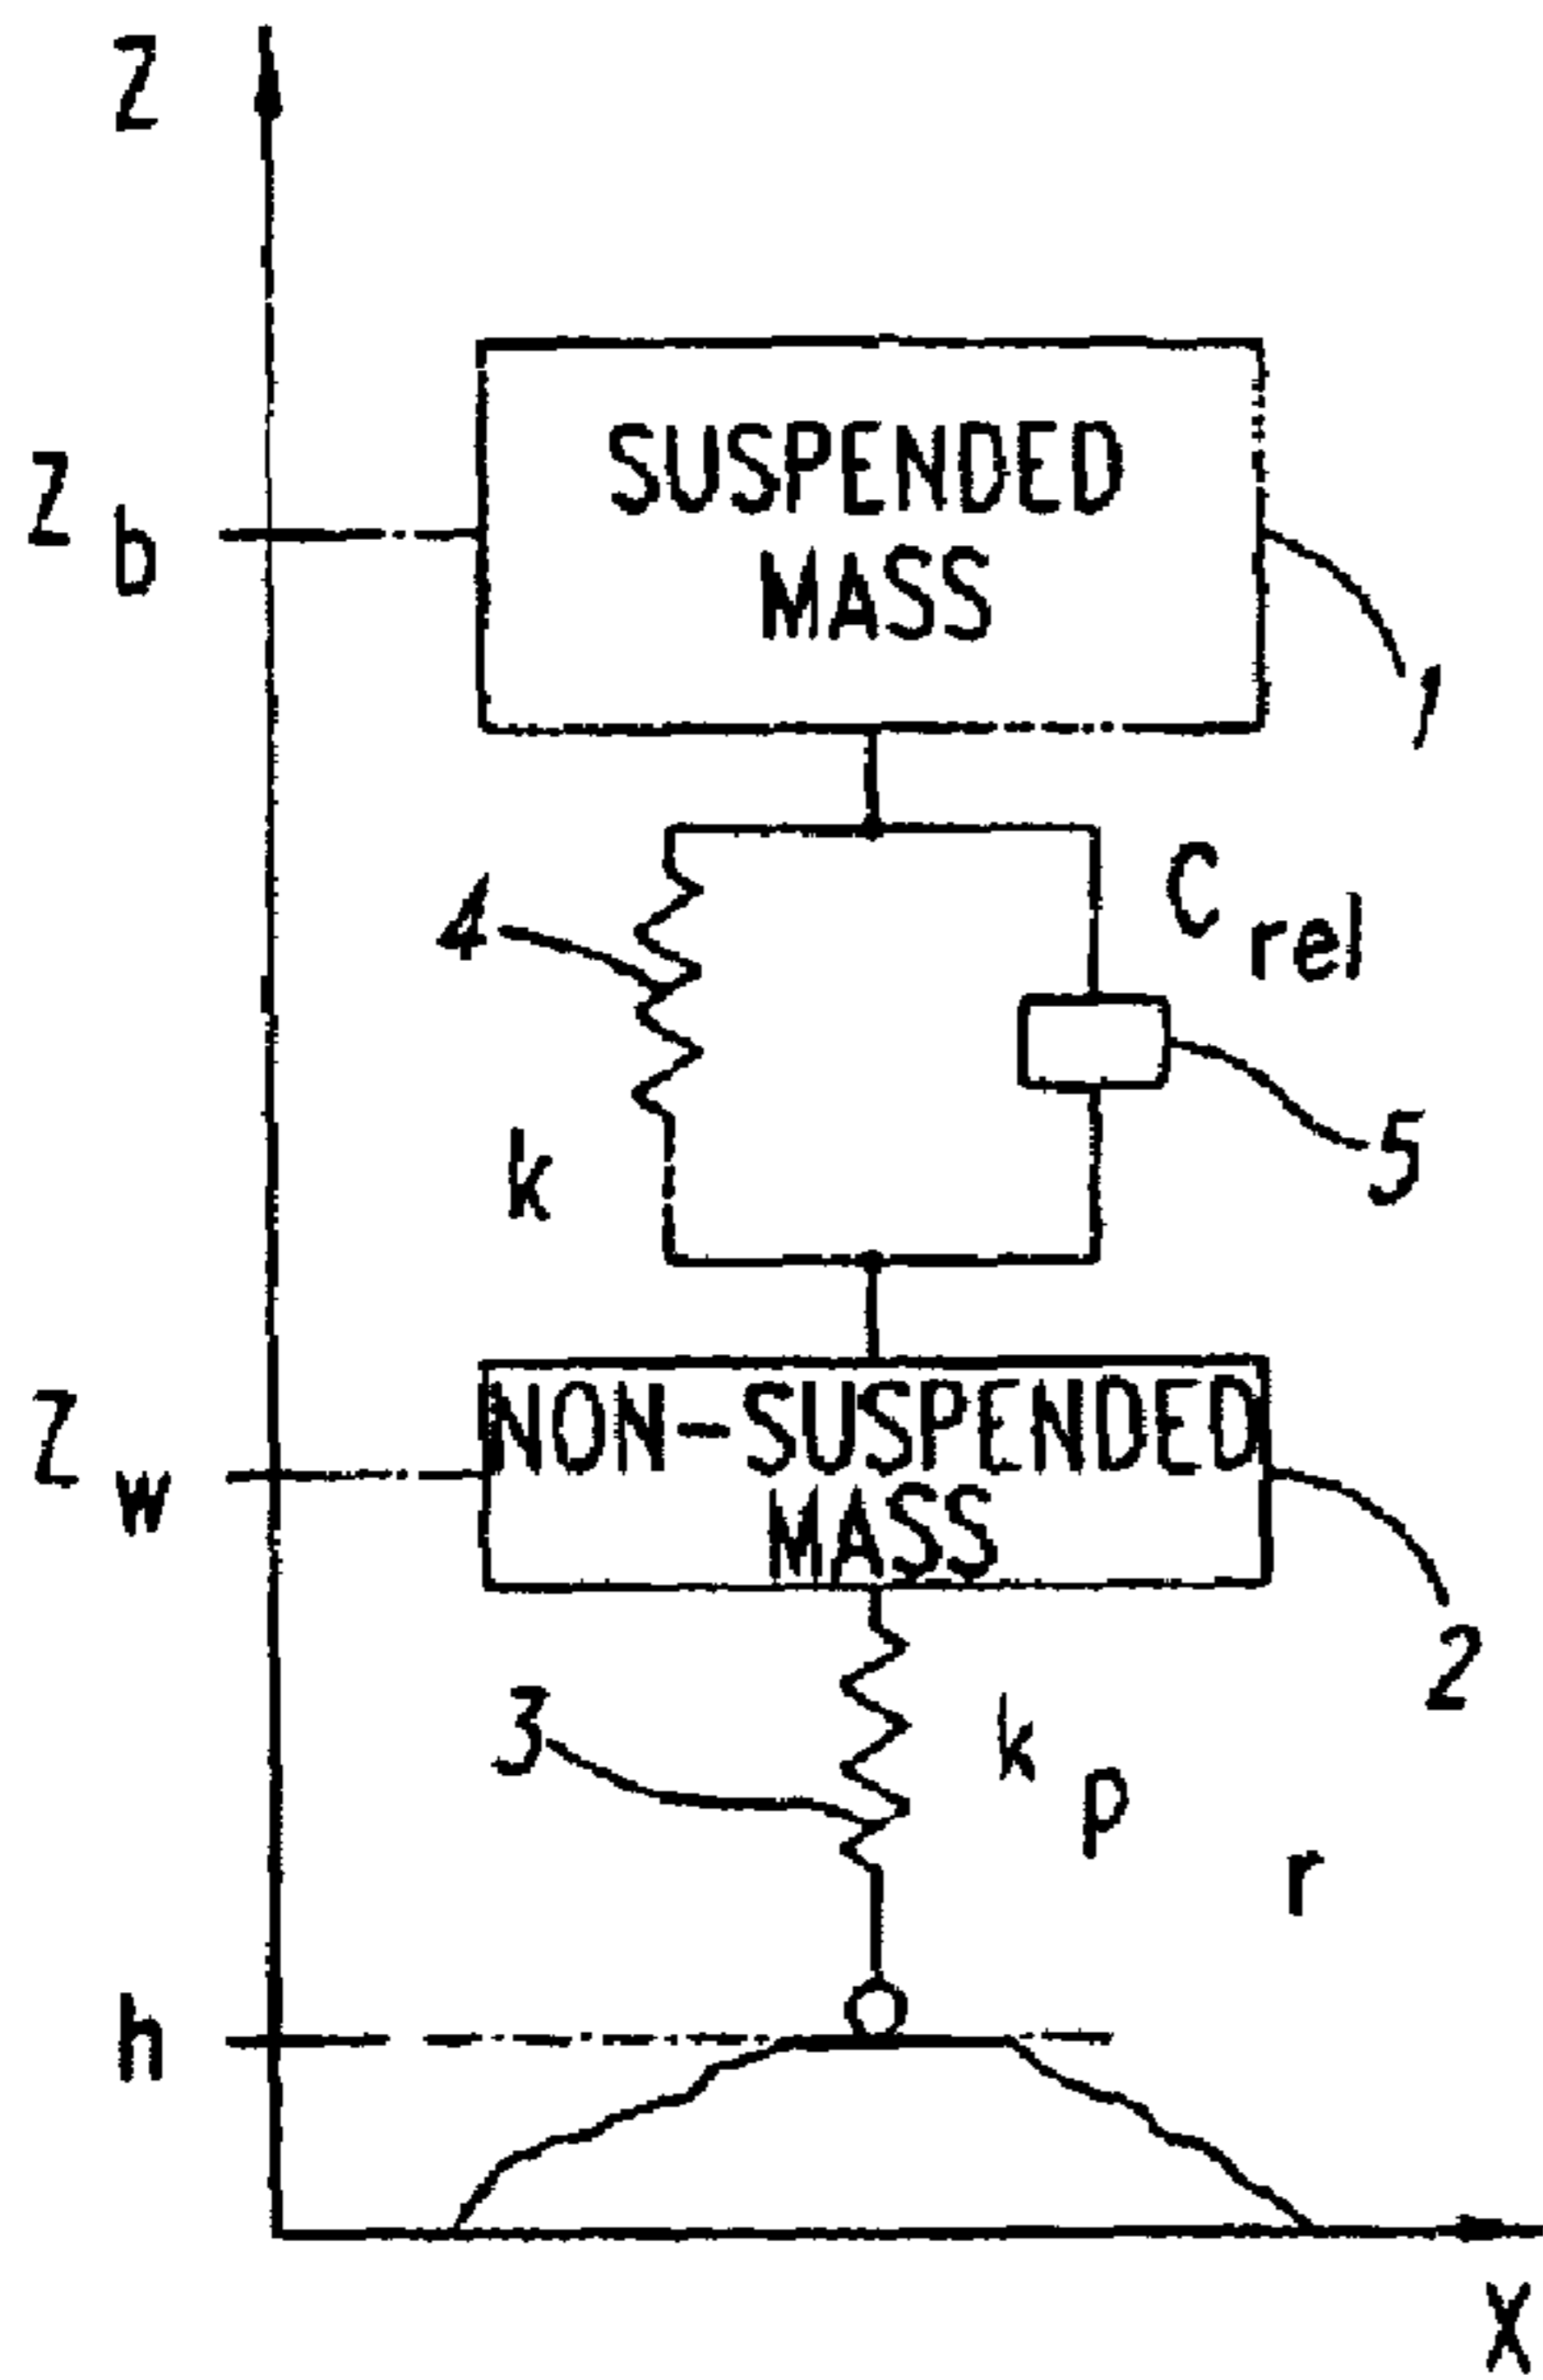 Z
SUSPENDED
MASS
Z b
1
C rel
4
k
5
NON-SUSPENDED
MASS
Z w
2
3
k p
r
h
X